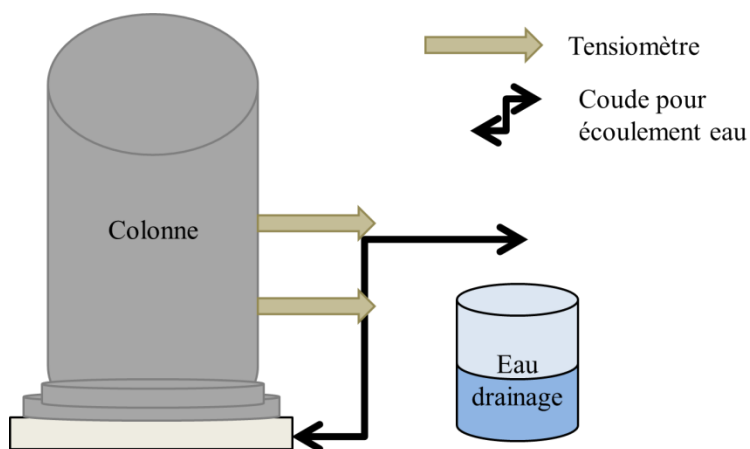 Tensiomètre
Coude pour
écoulement eau
Colonne
Eau
drainage